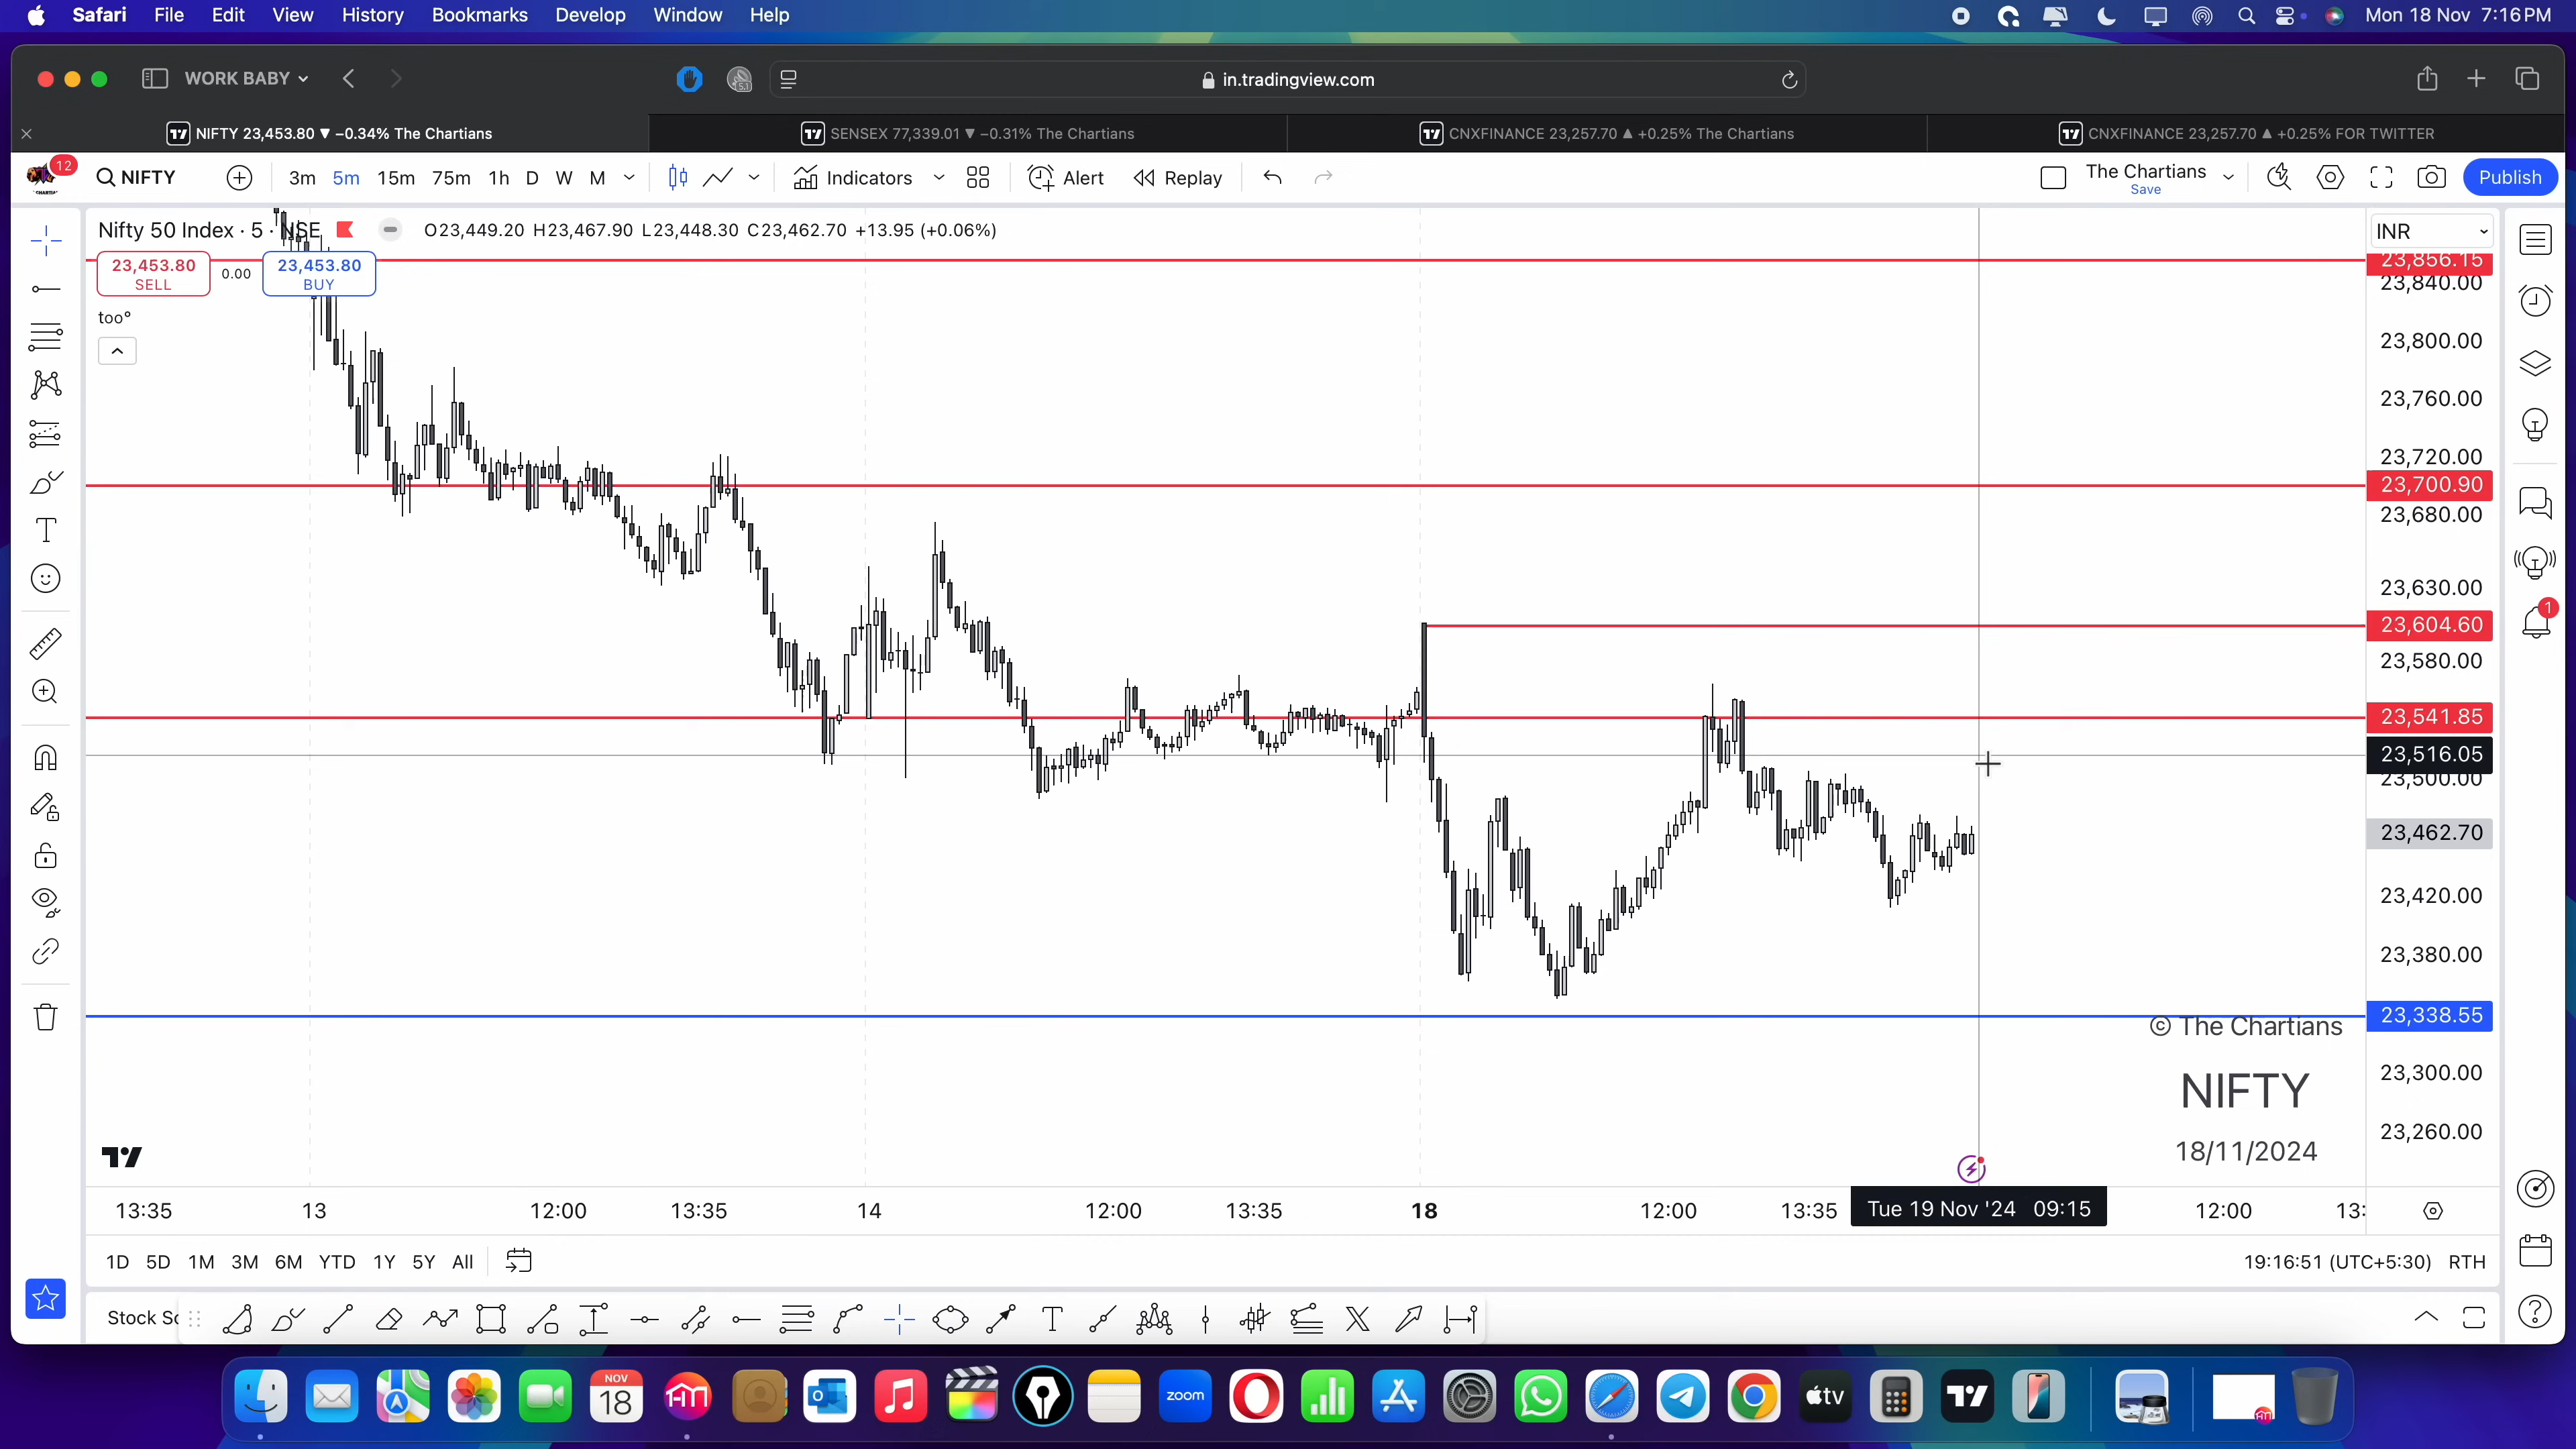 Safari File Edit View History Bookmarks Develop Window Help Mon 18 Nov 7:16 PM
WORK BABY in.tradingview.com
NIFTY 23,453.80 ▼ −0.34% The Chartians SENSEX 77,339.01 ▼ −0.31% The Chartians CNXFINANCE 23,257.70 ▲ +0.25% The Chartians CNXFINANCE 23,257.70 ▲ +0.25% FOR TWITTER
12 NIFTY 3m 5m 15m 75m 1h D W M Indicators Alert Replay The Chartians Save Publish
Nifty 50 Index · 5 · NSE O23,449.20 H23,467.90 L23,448.30 C23,462.70 +13.95 (+0.06%) INR
23,453.80 SELL 0.00 23,453.80 BUY
too°
23,856.15
23,840.00
23,800.00
23,760.00
23,720.00
23,700.90
23,680.00
23,630.00
1
23,604.60
23,580.00
23,541.85
23,516.05
23,500.00
23,462.70
23,420.00
23,380.00
23,338.55
© The Chartians
23,300.00
NIFTY
23,260.00
18/11/2024
13:35 13 12:00 13:35 14 12:00 13:35 18 12:00 13:35 Tue 19 Nov '24 09:15 12:00 13:
1D 5D 1M 3M 6M YTD 1Y 5Y All 19:16:51 (UTC+5:30) RTH
Stock Sc
NOV
18
zoom
tv